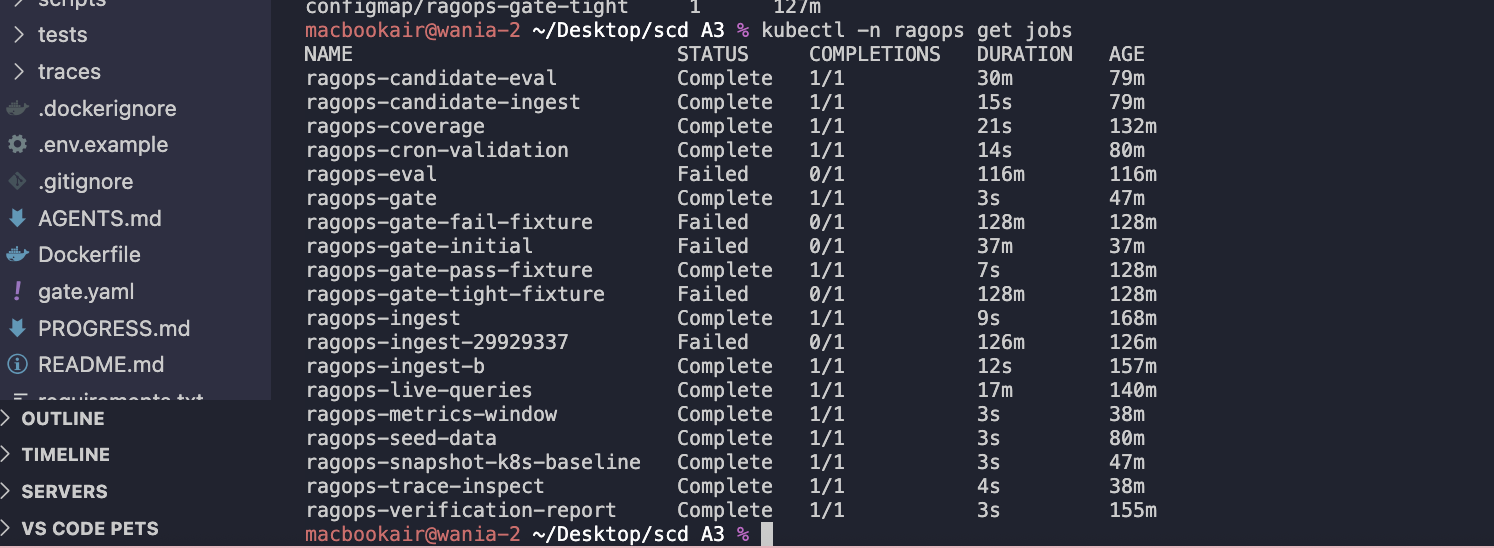 scripts
tests
traces
.dockerignore
.env.example
.gitignore
AGENTS.md
Dockerfile
! gate.yaml
PROGRESS.md
README.md
requirements.txt
OUTLINE
TIMELINE
SERVERS
VS CODE PETS
configmap/ragops-gate-tight 1 127m
macbookair@wania-2 ~/Desktop/scd A3 % kubectl -n ragops get jobs
NAME STATUS COMPLETIONS DURATION AGE
ragops-candidate-eval Complete 1/1 30m 79m
ragops-candidate-ingest Complete 1/1 15s 79m
ragops-coverage Complete 1/1 21s 132m
ragops-cron-validation Complete 1/1 14s 80m
ragops-eval Failed 0/1 116m 116m
ragops-gate Complete 1/1 3s 47m
ragops-gate-fail-fixture Failed 0/1 128m 128m
ragops-gate-initial Failed 0/1 37m 37m
ragops-gate-pass-fixture Complete 1/1 7s 128m
ragops-gate-tight-fixture Failed 0/1 128m 128m
ragops-ingest Complete 1/1 9s 168m
ragops-ingest-29929337 Failed 0/1 126m 126m
ragops-ingest-b Complete 1/1 12s 157m
ragops-live-queries Complete 1/1 17m 140m
ragops-metrics-window Complete 1/1 3s 38m
ragops-seed-data Complete 1/1 3s 80m
ragops-snapshot-k8s-baseline Complete 1/1 3s 47m
ragops-trace-inspect Complete 1/1 4s 38m
ragops-verification-report Complete 1/1 3s 155m
macbookair@wania-2 ~/Desktop/scd A3 %